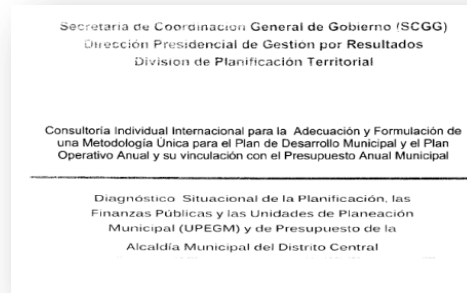 Secretaria de Coordinacion General de Gobierno (SCGG)
Dirección Presidencial de Gestion por Resultados
Division de Planificación Territorial
Consultoría Individual Internacional para la Adecuación y Formulación de
una Metodología Única para el Plan de Desarrollo Municipal y el Plan
Operativo Anual y su vinculación con el Presupuesto Anual Municipal
Diagnóstico Situacional de la Planificación, las
Finanzas Públicas y las Unidades de Planeación
Municipal (UPEGM) y de Presupuesto de la
Alcaldía Municipal del Distrito Central